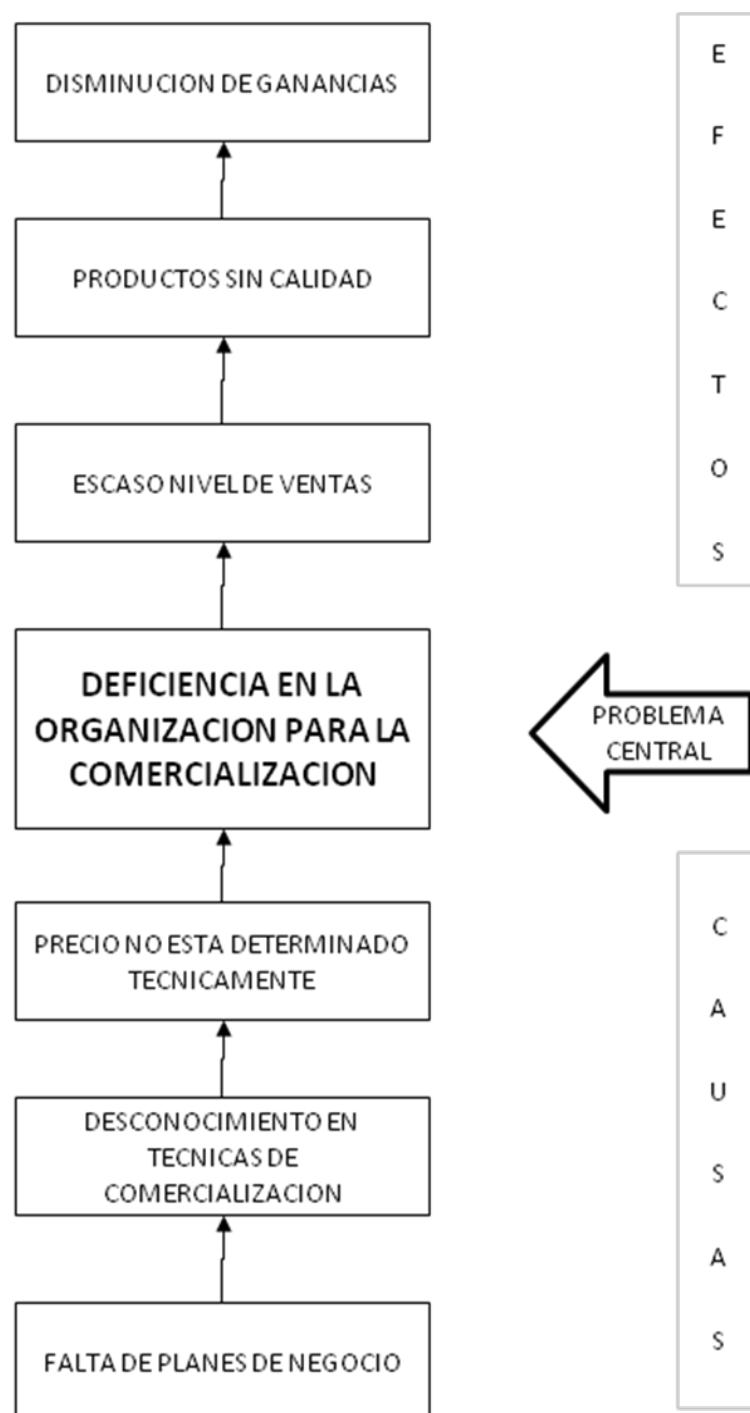 DISMINUCION DE GANANCIAS
PRODUCTOS SIN CALIDAD
ESCASO NIVEL DE VENTAS
E
F
E
C
T
O
S
DEFICIENCIA EN LA
ORGANIZACION PARA LA
COMERCIALIZACION
PROBLEMA
CENTRAL
PRECIO NO ESTA DETERMINADO
TECNICAMENTE
DESCONOCIMIENTO EN
TECNICAS DE
COMERCIALIZACION
FALTA DE PLANES DE NEGOCIO
C
A
U
S
A
S